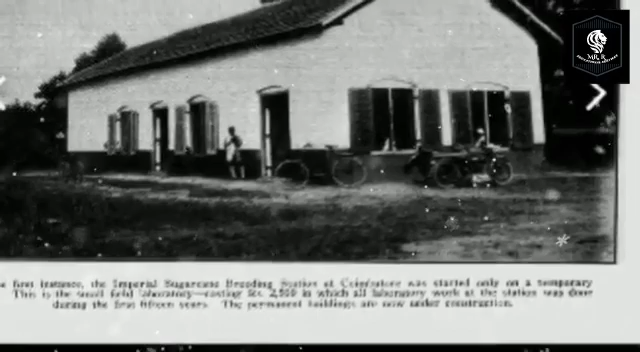 MR. R
e first instance, the Imperial Sugarcane Breeding Station at Coimbatore was started only on a temporary
This is the small field laboratory—costing Rs. 2,500 in which all laboratory work at the station was done
during the first fifteen years. The permanent buildings are now under construction.